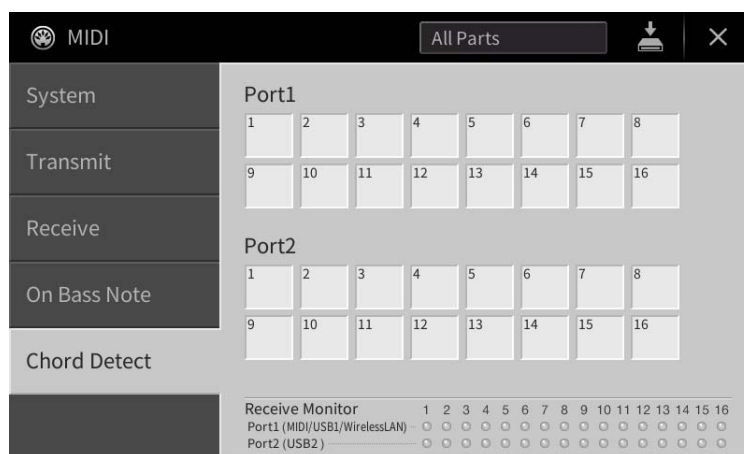 MIDI
All Parts
System
Transmit
Receive
On Bass Note
Chord Detect
Port1
1 2 3 4 5 6 7 8
9 10 11 12 13 14 15 16
Port2
1 2 3 4 5 6 7 8
9 10 11 12 13 14 15 16
Receive Monitor 1 2 3 4 5 6 7 8 9 10 11 12 13 14 15 16
Port1 (MIDI/USB1/WirelessLAN)
Port2 (USB2 )